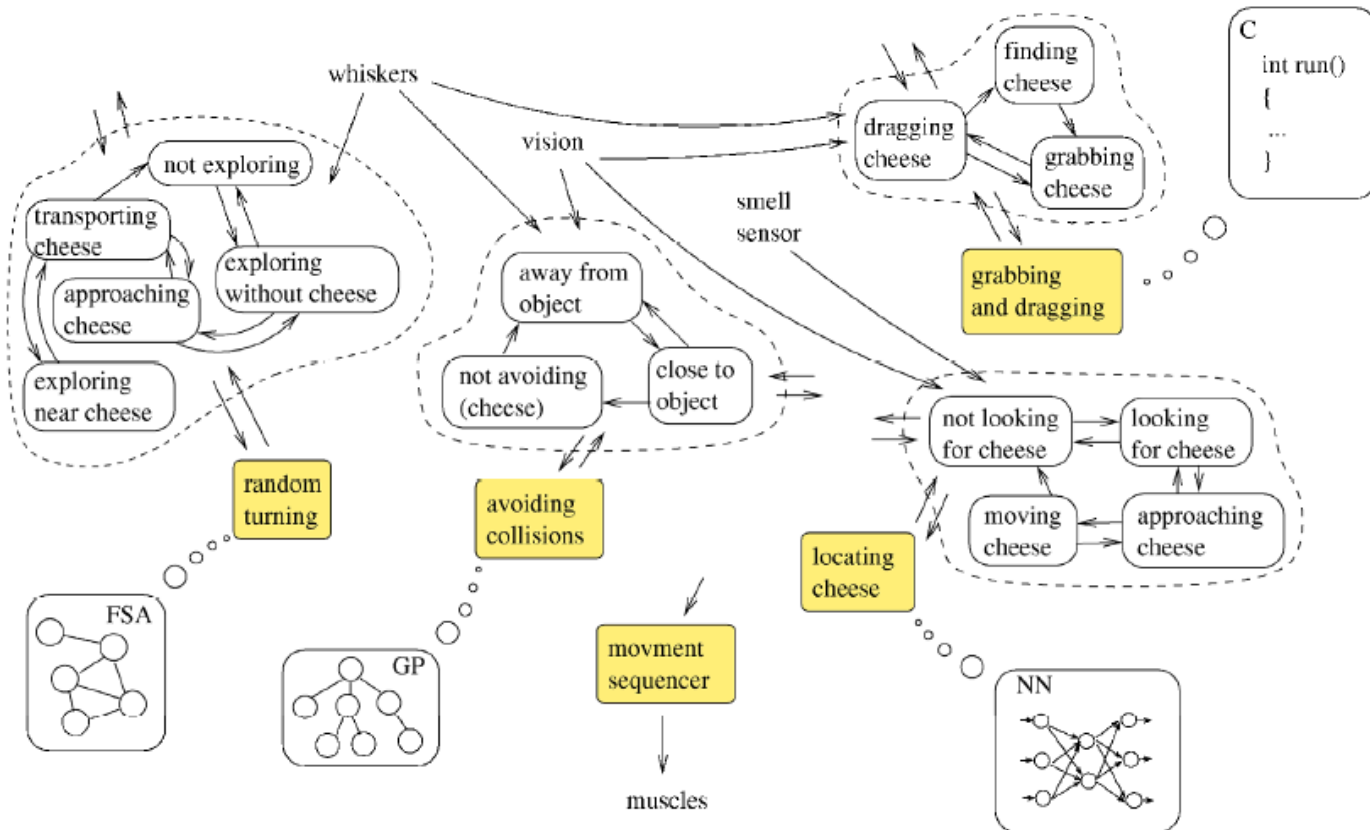 whiskers
vision
smell
sensor
not exploring
transporting
cheese
approaching
cheese
exploring
without cheese
exploring
near cheese
away from
object
not avoiding
(cheese)
close to
object
finding
cheese
dragging
cheese
grabbing
cheese
C
int run()
{
...
}
grabbing
and dragging
not looking
for cheese
looking
for cheese
moving
cheese
approaching
cheese
random
turning
avoiding
collisions
locating
cheese
movment
sequencer
muscles
FSA
GP
NN